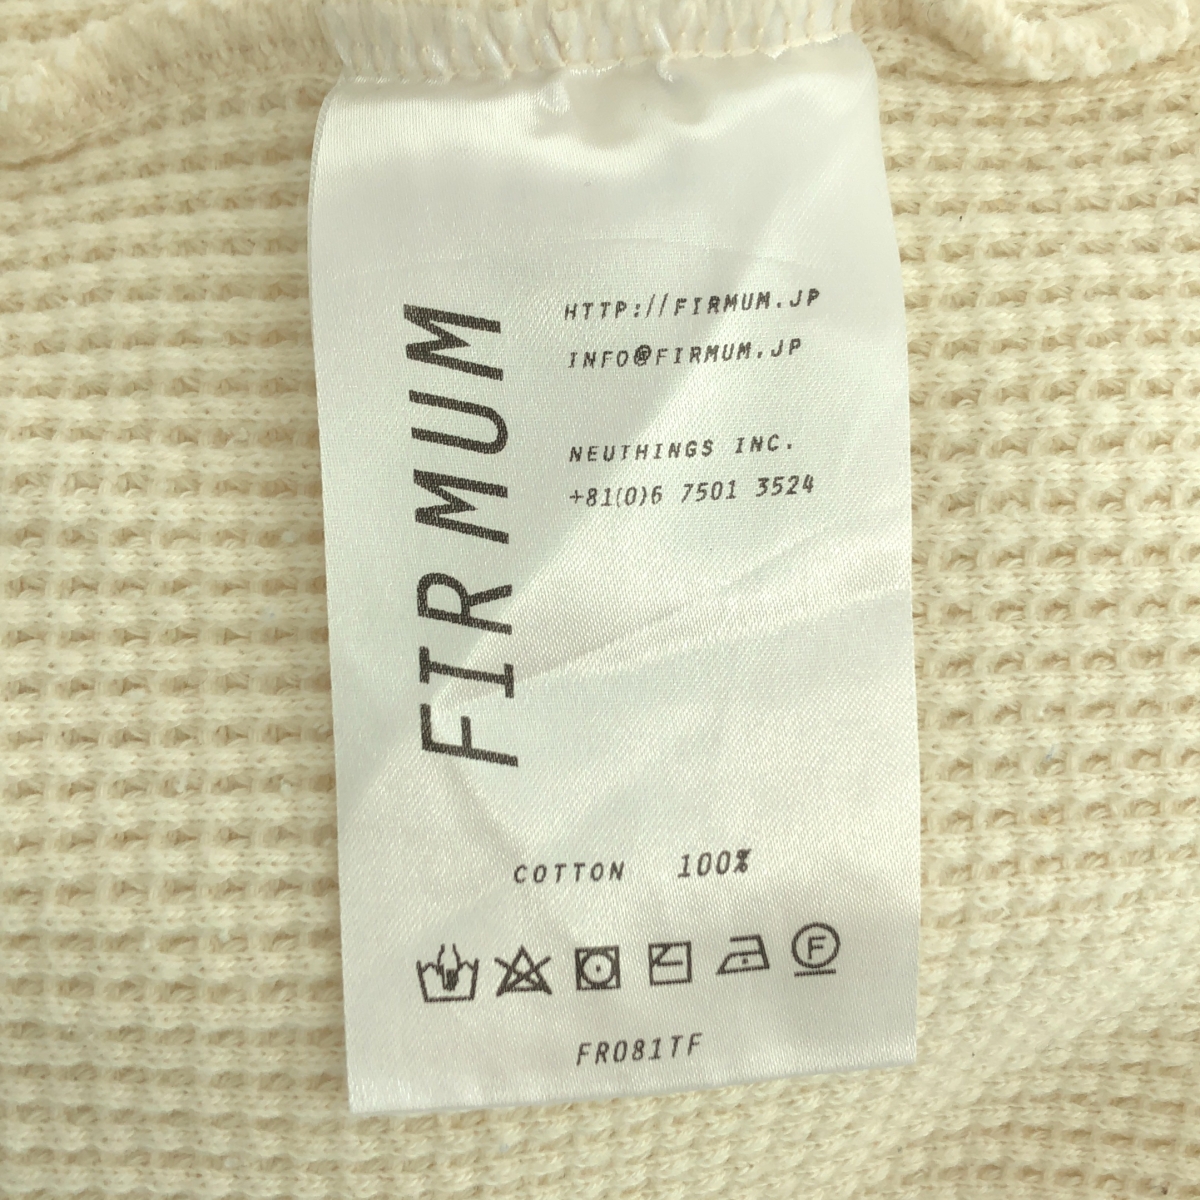 FIRMUM
HTTP://FIRMUM.JP
INFO@FIRMUM.JP
NEUTHINGS INC.
+81(0)6 7501 3524
COTTON 100%
F
FR081TF